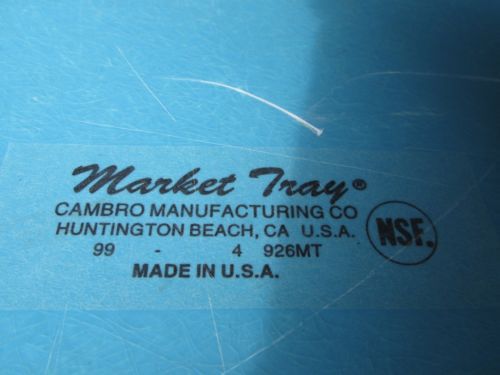 Market Tray®
CAMBRO MANUFACTURING CO
HUNTINGTON BEACH, CA U.S.A.
99 - 4 926MT
MADE IN U.S.A.
NSF.